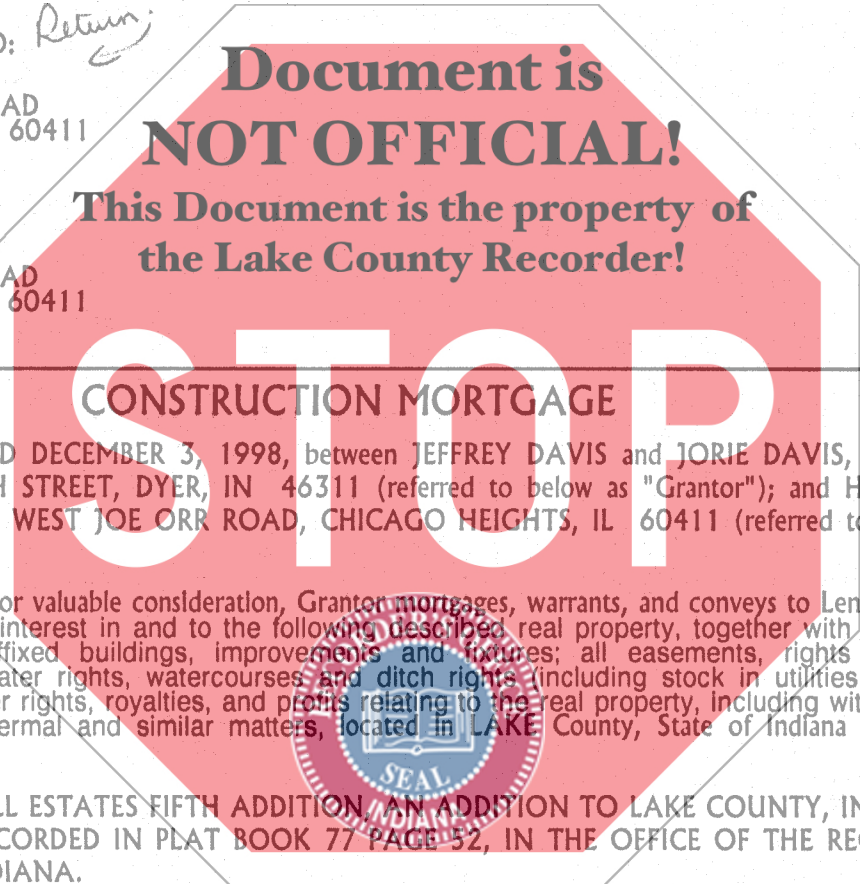 D: Return:
AD
60411
Document is
NOT OFFICIAL!
This Document is the property of
the Lake County Recorder!
AD
60411
STOP
CONSTRUCTION MORTGAGE
D DECEMBER 3, 1998, between JEFFREY DAVIS and JORIE DAVIS,
H STREET, DYER, IN 46311 (referred to below as "Grantor"); and H
WEST JOE ORR ROAD, CHICAGO HEIGHTS, IL 60411 (referred to
or valuable consideration, Grantor mortgages, warrants, and conveys to Len
interest in and to the following described real property, together with
ffixed buildings, improvements and fixtures; all easements, rights
ater rights, watercourses and ditch rights (including stock in utilities
er rights, royalties, and profits relating to the real property, including wit
ermal and similar matters, located in LAKE County, State of Indiana
SEAL
INDIANA
LL ESTATES FIFTH ADDITION, AN ADDITION TO LAKE COUNTY, IN
CORDED IN PLAT BOOK 77 PAGE 52, IN THE OFFICE OF THE REC
DIANA.